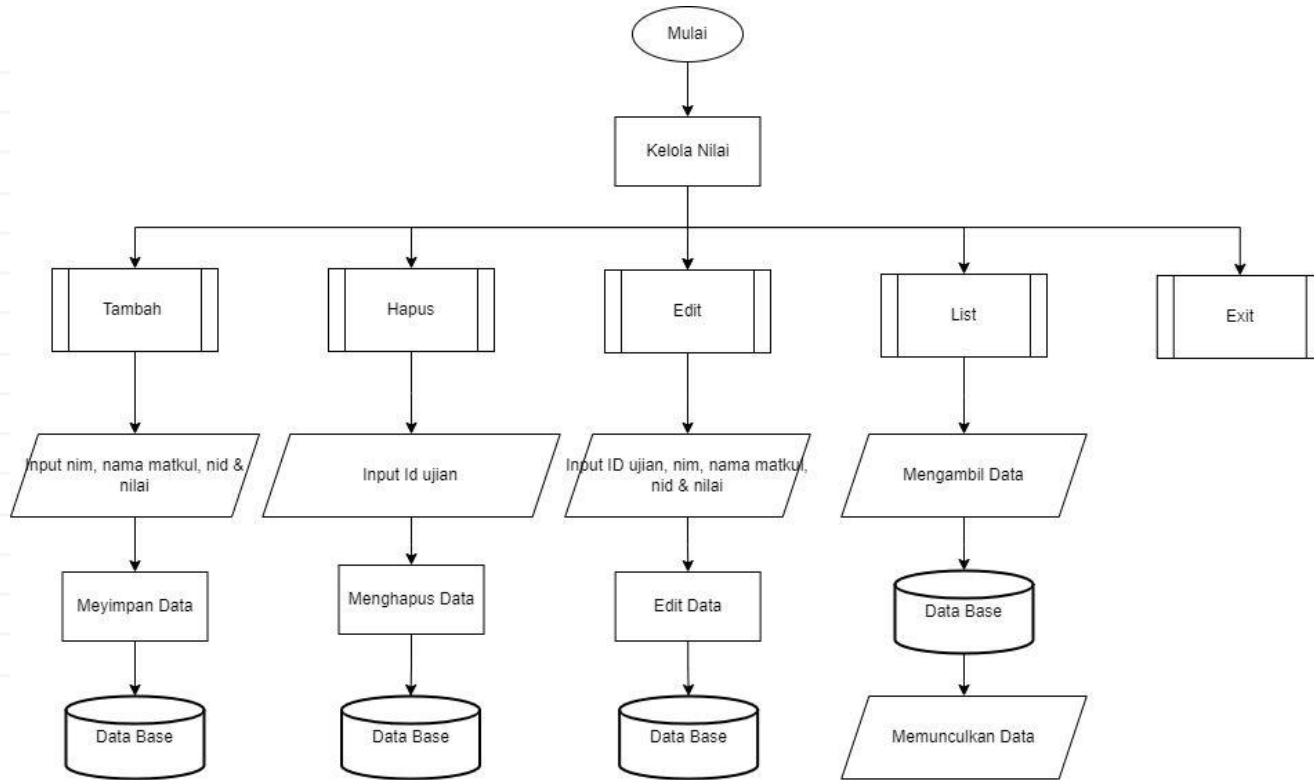 Mulai
Kelola Nilai
Tambah
Hapus
Edit
List
Exit
Input nim, nama matkul, nid &
nilai
Input Id ujian
Input ID ujian, nim, nama matkul,
nid & nilai
Mengambil Data
Meyimpan Data
Menghapus Data
Edit Data
Data Base
Data Base
Data Base
Data Base
Memunculkan Data